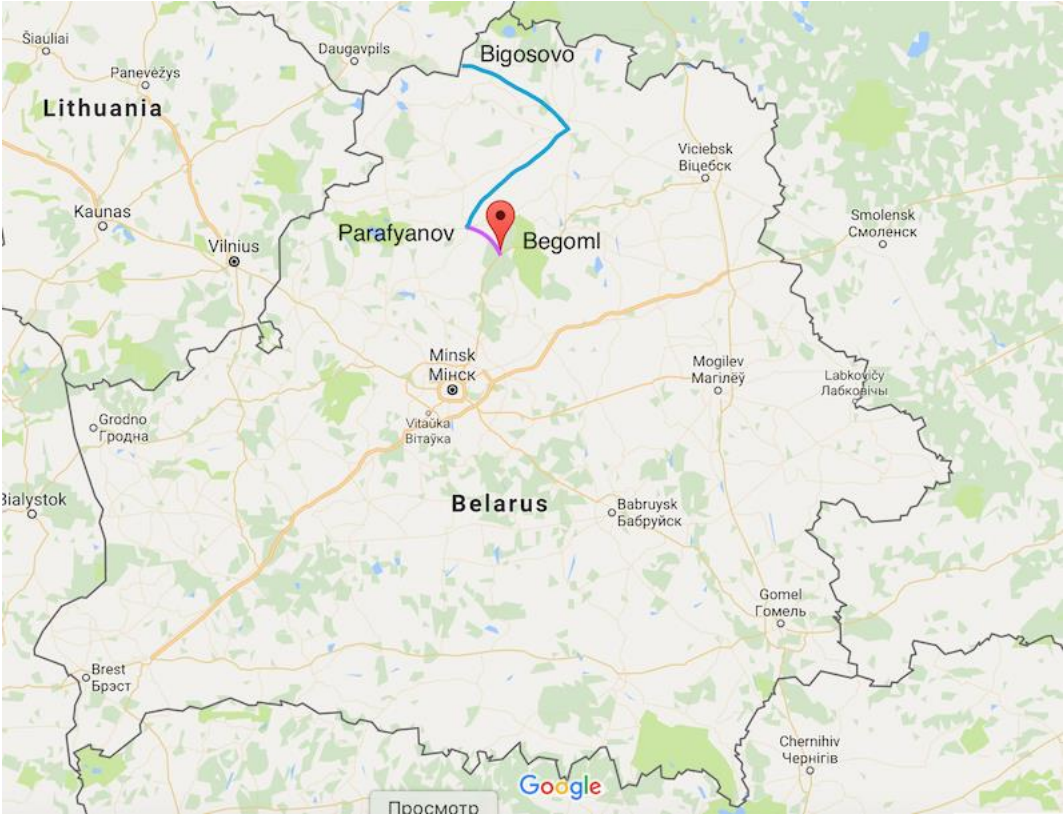 Šiauliai
Daugavpils
Bigosovo
Panevėžys
Lithuania
Viciebsk
Віцебск
Kaunas
Smolensk
Смоленск
Parafyanov
Begoml
Vilnius
Minsk
Мінск
Mogilev
Магілёў
Labkovičy
Лабковічы
Grodno
Гродна
Vitaŭka
Вітаўка
Bialystok
Belarus
Babruysk
Бабруйск
Gomel
Гомель
Brest
Брэст
Chernihiv
Чернігів
Google
Просмотр